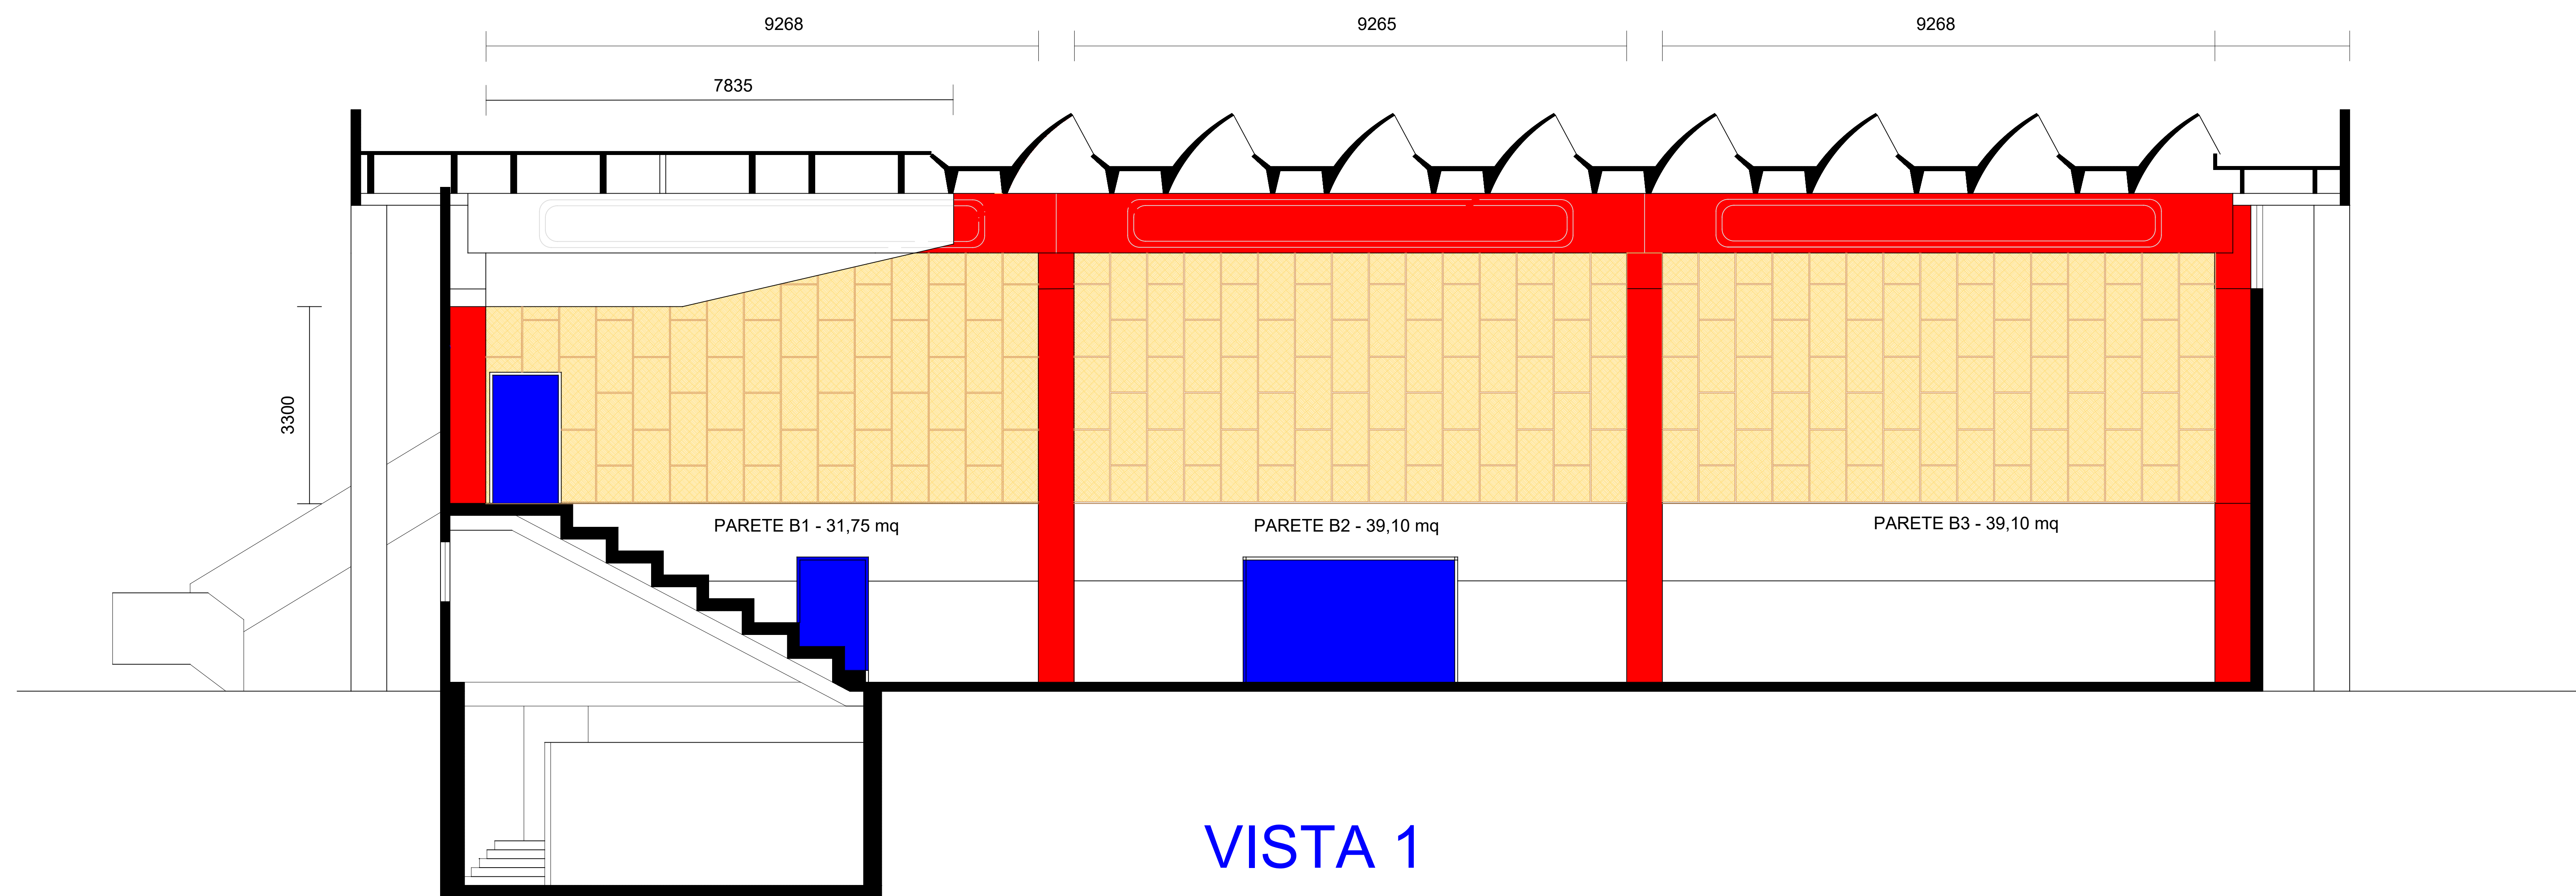 9268
9265
9268
7835
3300
PARETE B1 - 31,75 mq
PARETE B2 - 39,10 mq
PARETE B3 - 39,10 mq
VISTA 1